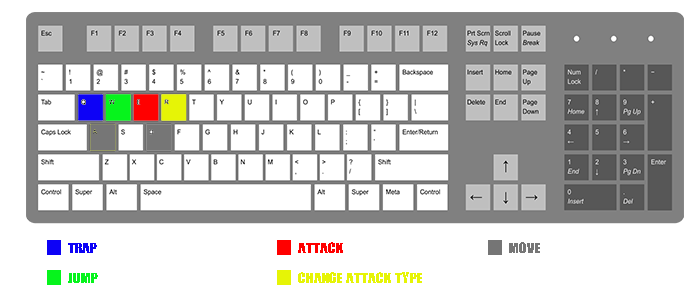 Esc F1 F2 F3 F4 F5 F6 F7 F8 F9 F10 F11 F12 Prt Scrn Scroll Pause
Sys Rq Lock Break
~ ! @ # $ % ^ & * ( ) _ + Backspace Insert Home Page Num / * -
- 1 2 3 4 5 6 7 8 9 0 - = Up Lock
Tab T Y U I O P { } | Delete End Page 7 8 9 +
[ ] \ Down Home ↑ Pg Up
Caps Lock S F G H J K L : " Enter/Return 4 5 6
; ' ← →
Shift Z X C V B N M < > ? Shift ↑ 1 2 3 Enter
, . / End ↓ Pg Dn
Control Super Alt Space Alt Super Meta Control ← ↓ → 0 .
Insert Del
TRAP ATTACK MOVE
JUMP CHANGE ATTACK TYPE